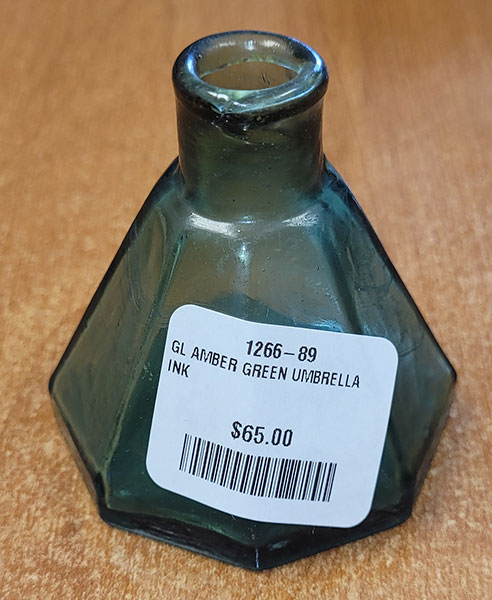 1266-89
GL AMBER GREEN UMBRELLA
INK
$65.00